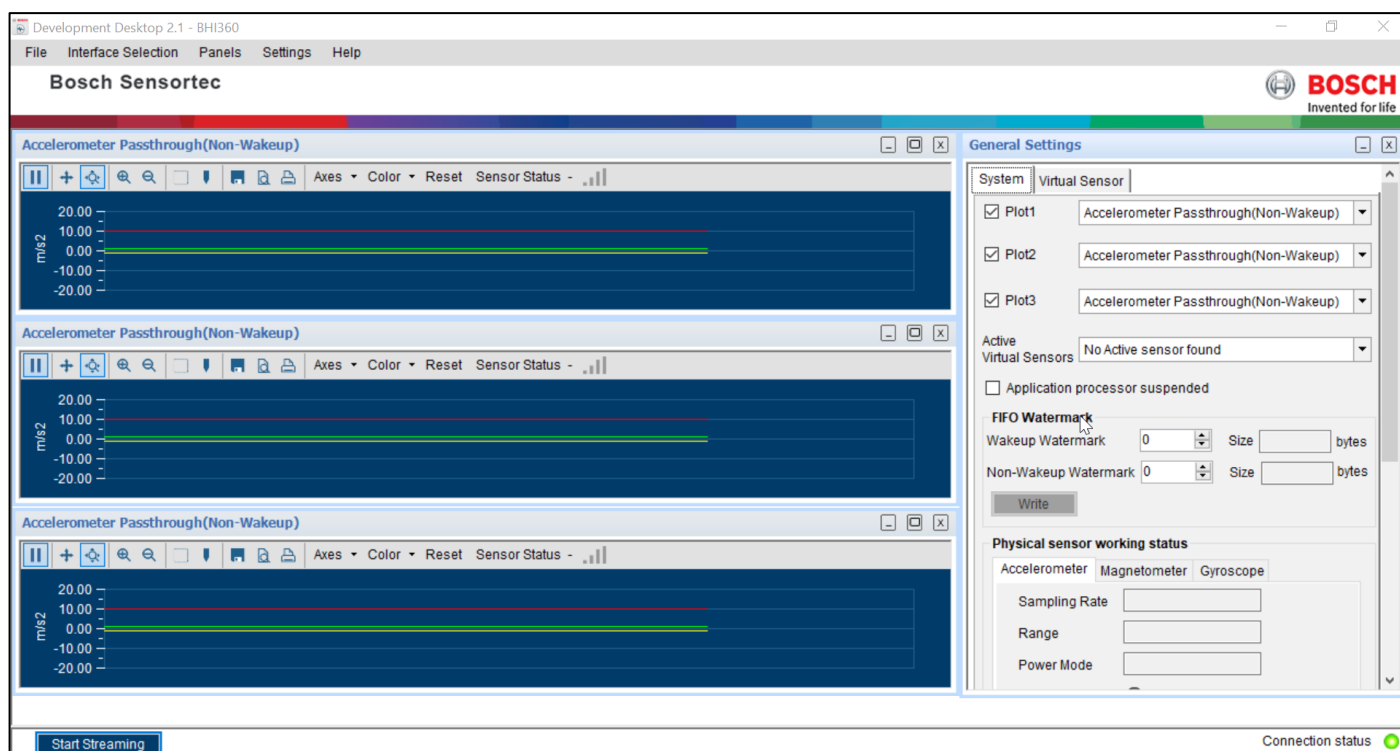 Development Desktop 2.1 - BHI360
File Interface Selection Panels Settings Help
Bosch Sensortec
BOSCH
Invented for life
Accelerometer Passthrough(Non-Wakeup)
Axes Color Reset Sensor Status -
20.00
10.00
0.00
-10.00
-20.00
m/s2
Accelerometer Passthrough(Non-Wakeup)
Axes Color Reset Sensor Status -
20.00
10.00
0.00
-10.00
-20.00
m/s2
Accelerometer Passthrough(Non-Wakeup)
Axes Color Reset Sensor Status -
20.00
10.00
0.00
-10.00
-20.00
m/s2
General Settings
System Virtual Sensor
Plot1 Accelerometer Passthrough(Non-Wakeup)
Plot2 Accelerometer Passthrough(Non-Wakeup)
Plot3 Accelerometer Passthrough(Non-Wakeup)
Active
Virtual Sensors No Active sensor found
Application processor suspended
FIFO Watermark
Wakeup Watermark 0 Size bytes
Non-Wakeup Watermark 0 Size bytes
Write
Physical sensor working status
Accelerometer Magnetometer Gyroscope
Sampling Rate
Range
Power Mode
Start Streaming
Connection status